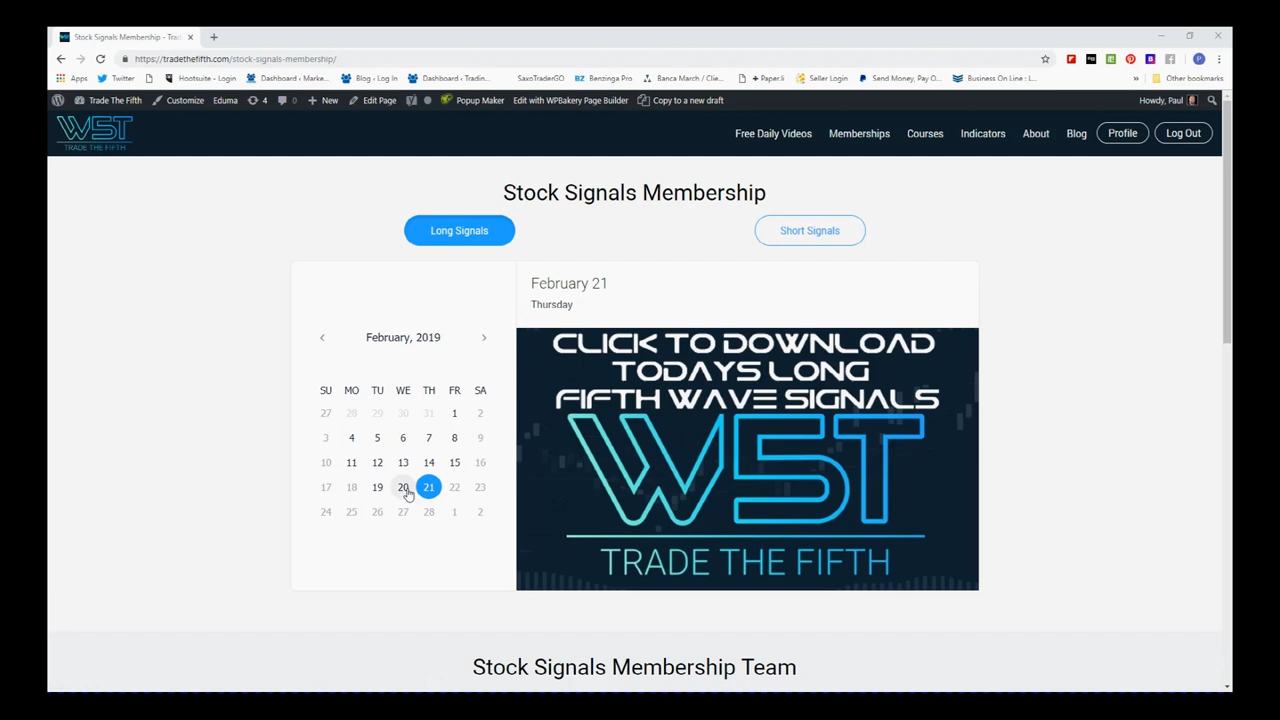 Stock Signals Membership - Trad
https://tradethefifth.com/stock-signals-membership/
Apps Twitter Hootsuite - Login Dashboard ‹ Marke... Blog ‹ Log In Dashboard ‹ Tradin... SaxoTraderGO BZ Benzinga Pro Banca March / Clie... Paper.li Seller Login Send Money, Pay O... Business On Line : L... » Other bookmarks
Trade The Fifth Customize Eduma 4 0 + New Edit Page Popup Maker Edit with WPBakery Page Builder Copy to a new draft Howdy, Paul
W5T
TRADE THE FIFTH
Free Daily Videos Memberships Courses Indicators About Blog Profile Log Out
Stock Signals Membership
Long Signals Short Signals
February 21
Thursday
‹ February, 2019 ›
SU MO TU WE TH FR SA
27 28 29 30 31 1 2
3 4 5 6 7 8 9
10 11 12 13 14 15 16
17 18 19 20 21 22 23
24 25 26 27 28 1 2
CLICK TO DOWNLOAD
TODAYS LONG
FIFTH WAVE SIGNALS
W5T
TRADE THE FIFTH
Stock Signals Membership Team